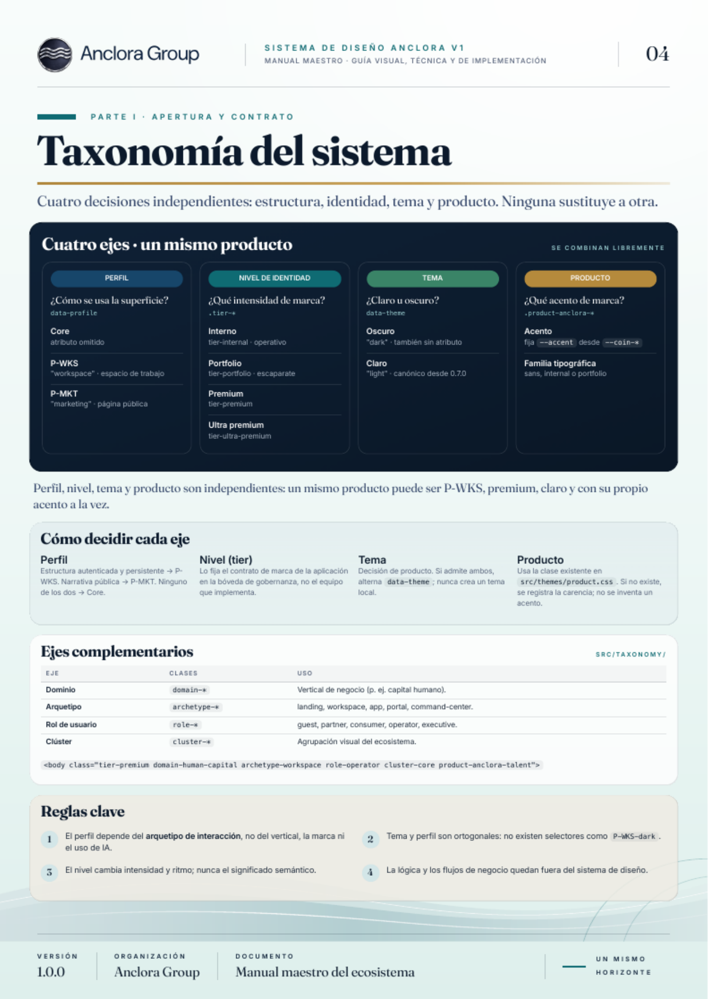 Anclora Group
SISTEMA DE DISEÑO ANCLORA V1
MANUAL MAESTRO · GUÍA VISUAL, TÉCNICA Y DE IMPLEMENTACIÓN
04
PARTE I · APERTURA Y CONTRATO
Taxonomía del sistema
Cuatro decisiones independientes: estructura, identidad, tema y producto. Ninguna sustituye a otra.
Cuatro ejes · un mismo producto
SE COMBINAN LIBREMENTE
PERFIL
¿Cómo se usa la superficie?
data-profile
Core
atributo omitido
P-WKS
"workspace" · espacio de trabajo
P-MKT
"marketing" · página pública
NIVEL DE IDENTIDAD
¿Qué intensidad de marca?
.tier-*
Interno
tier-internal · operativo
Portfolio
tier-portfolio · escaparate
Premium
tier-premium
Ultra premium
tier-ultra-premium
TEMA
¿Claro u oscuro?
data-theme
Oscuro
"dark" · también sin atributo
Claro
"light" · canónico desde 0.7.0
PRODUCTO
¿Qué acento de marca?
.product-anclora-*
Acento
fija --accent desde --coin-*
Familia tipográfica
sans, internal o portfolio
Perfil, nivel, tema y producto son independientes: un mismo producto puede ser P-WKS, premium, claro y con su propio
acento a la vez.
Cómo decidir cada eje
Perfil
Estructura autenticada y persistente → P-
WKS. Narrativa pública → P-MKT. Ninguno
de los dos → Core.
Nivel (tier)
Lo fija el contrato de marca de la aplicación
en la bóveda de gobernanza, no el equipo
que implementa.
Tema
Decisión de producto. Si admite ambos,
alterna data-theme ; nunca crea un tema
local.
Producto
Usa la clase existente en
src/themes/product.css . Si no existe,
se registra la carencia; no se inventa un
acento.
Ejes complementarios
SRC/TAXONOMY/
EJE CLASES USO
Dominio domain-* Vertical de negocio (p. ej. capital humano).
Arquetipo archetype-* landing, workspace, app, portal, command-center.
Rol de usuario role-* guest, partner, consumer, operator, executive.
Clúster cluster-* Agrupación visual del ecosistema.
<body class="tier-premium domain-human-capital archetype-workspace role-operator cluster-core product-anclora-talent">
Reglas clave
1 El perfil depende del arquetipo de interacción, no del vertical, la marca ni
el uso de IA.
2 Tema y perfil son ortogonales: no existen selectores como P-WKS-dark .
3 El nivel cambia intensidad y ritmo; nunca el significado semántico.
4 La lógica y los flujos de negocio quedan fuera del sistema de diseño.
VERSIÓN
1.0.0
ORGANIZACIÓN
Anclora Group
DOCUMENTO
Manual maestro del ecosistema
UN MISMO
HORIZONTE